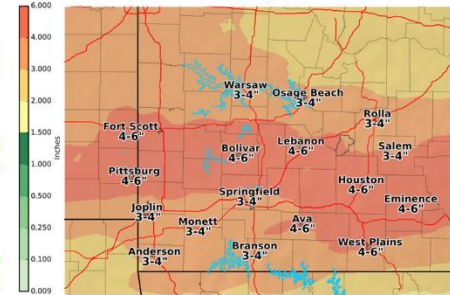 6.000
4.000
3.000
2.000
1.500
1.000
0.500
0.250
0.100
0.009
Inches
Warsaw
3-4"
Osage Beach
3-4"
Rolla
3-4"
Fort Scott
4-6"
Bolivar
4-6"
Lebanon
4-6"
Salem
3-4"
Pittsburg
4-6"
Springfield
3-4"
Houston
4-6"
Eminence
4-6"
Joplin
3-4"
Monett
3-4"
Ava
4-6"
West Plains
4-6"
Anderson
3-4"
Branson
3-4"